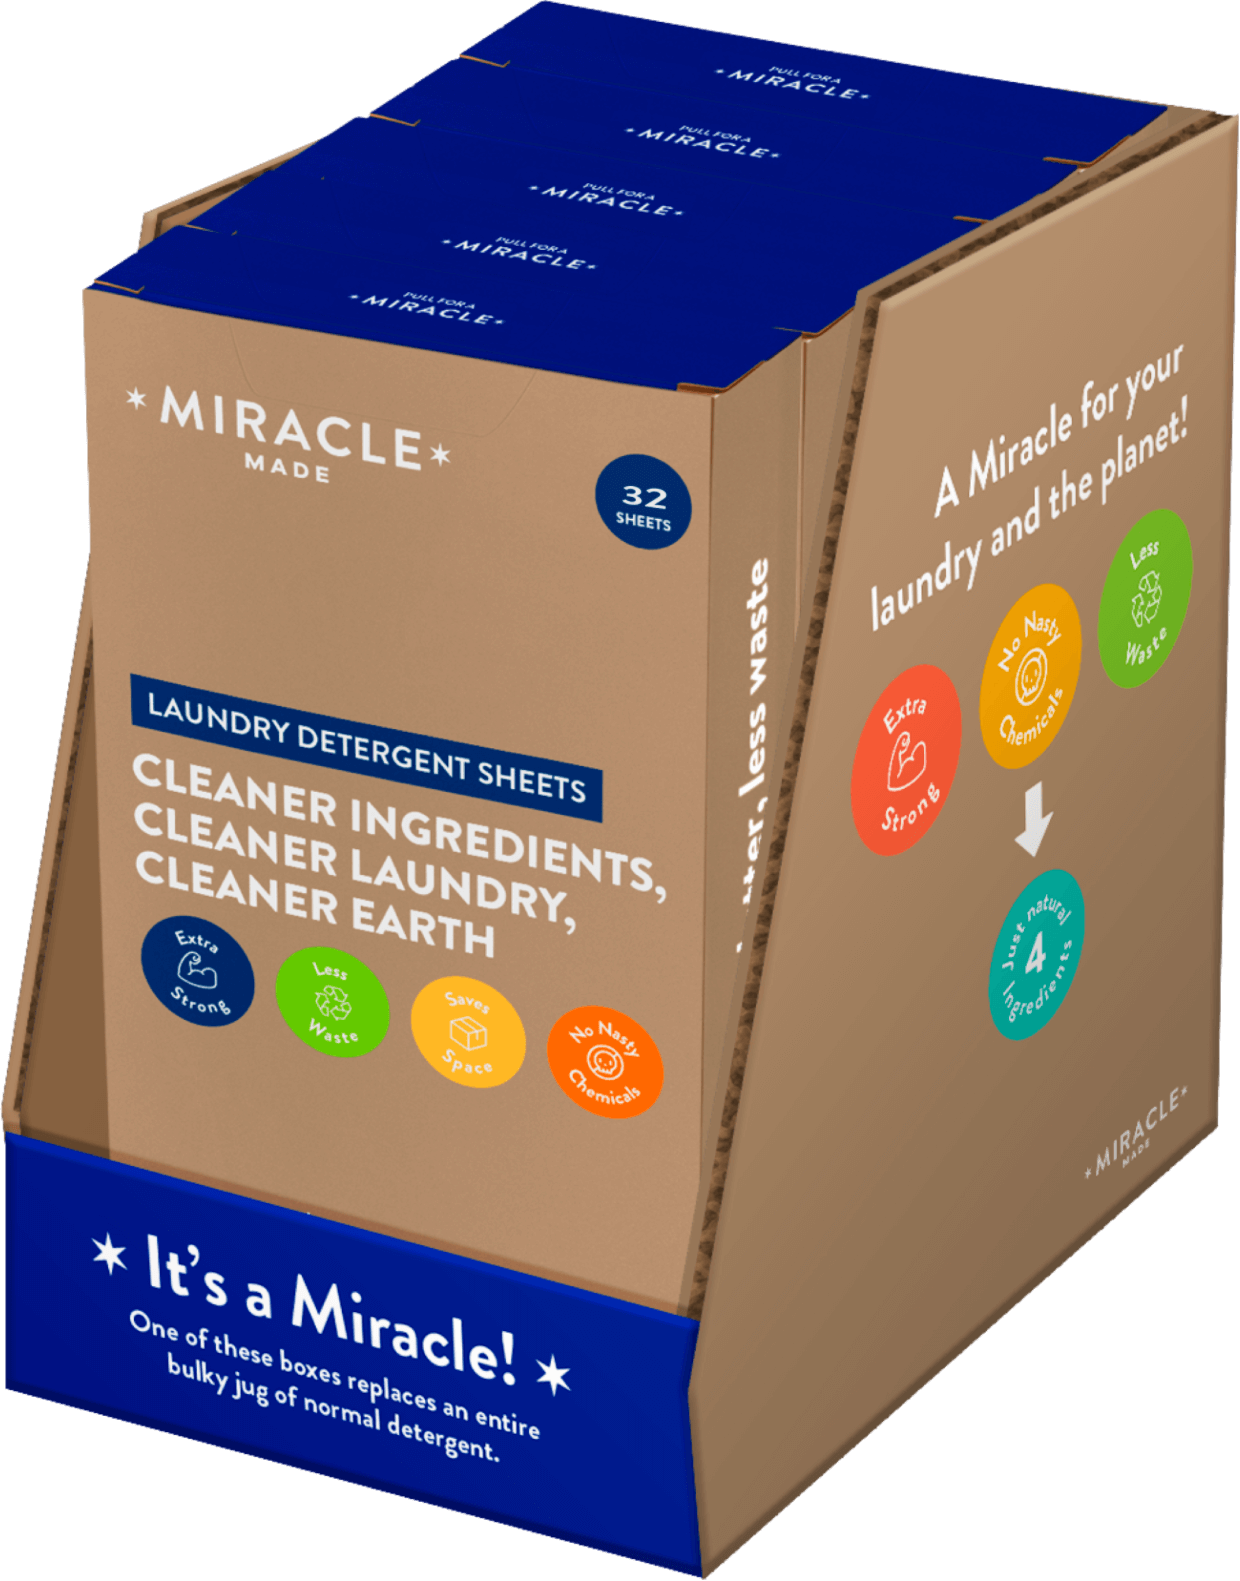 PULL FOR A
*MIRACLE*
PULL FOR A
*MIRACLE*
PULL FOR A
*MIRACLE*
PULL FOR A
*MIRACLE*
PULL FOR A
*MIRACLE*
*MIRACLE*
MADE
32
SHEETS
LAUNDRY DETERGENT SHEETS
CLEANER INGREDIENTS,
CLEANER LAUNDRY,
CLEANER EARTH
Extra
Strong
Less
Waste
Saves
Space
No Nasty
Chemicals
less waste
A Miracle for your
laundry and the planet!
Extra
Strong
No Nasty
Chemicals
Less
Waste
Just natural
4
Ingredients
*MIRACLE*
MADE
* It's a Miracle! *
One of these boxes replaces an entire
bulky jug of normal detergent.